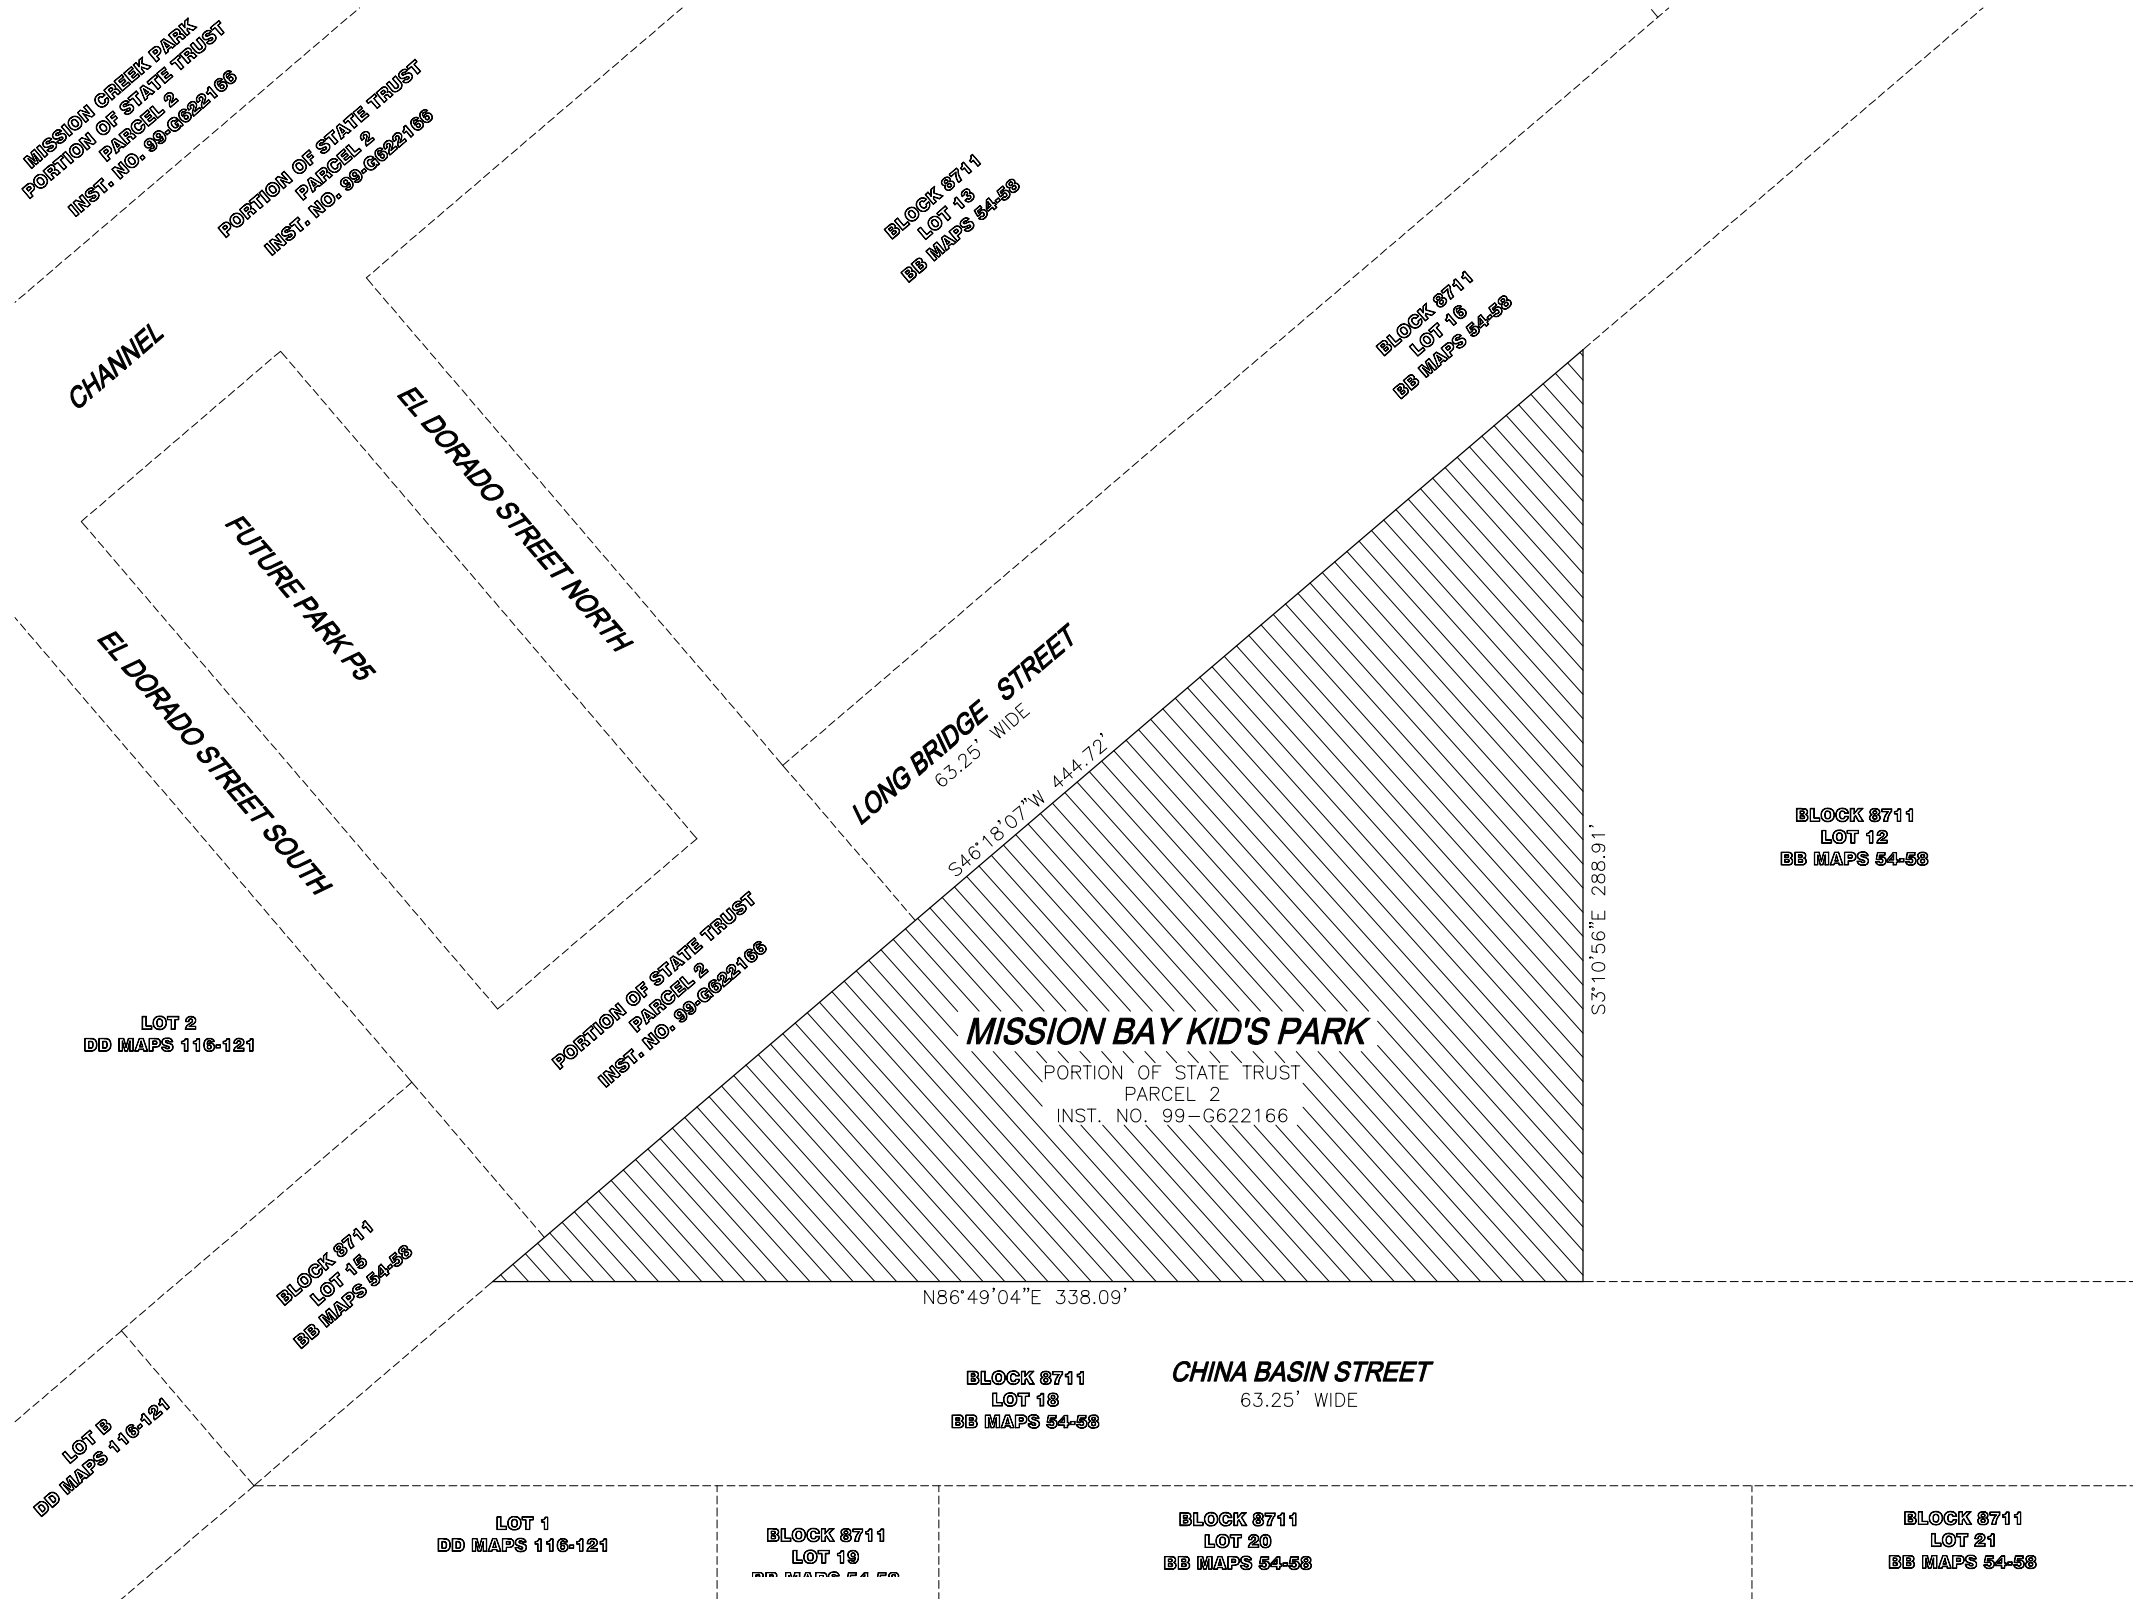 MISSION CREEK PARK
PORTION OF STATE TRUST
PARCEL 2
INST. NO. 99-G622166
PORTION OF STATE TRUST
PARCEL 2
INST. NO. 99-G622166
BLOCK 8711
LOT 13
BB MAPS 54-58
BLOCK 8711
LOT 16
BB MAPS 54-58
CHANNEL
EL DORADO STREET NORTH
FUTURE PARK P5
EL DORADO STREET SOUTH
LONG BRIDGE STREET
63.25' WIDE
S46°18'07"W 444.72'
BLOCK 8711
LOT 12
BB MAPS 54-58
S3°10'56"E 288.91'
PORTION OF STATE TRUST
PARCEL 2
INST. NO. 99-G622166
LOT 2
DD MAPS 116-121
MISSION BAY KID'S PARK
PORTION OF STATE TRUST
PARCEL 2
INST. NO. 99-G622166
BLOCK 8711
LOT 15
BB MAPS 54-58
N86°49'04"E 338.09'
BLOCK 8711
LOT 18
BB MAPS 54-58
CHINA BASIN STREET
63.25' WIDE
LOT B
DD MAPS 116-121
LOT 1
DD MAPS 116-121
BLOCK 8711
LOT 19
BB MAPS 54-58
BLOCK 8711
LOT 20
BB MAPS 54-58
BLOCK 8711
LOT 21
BB MAPS 54-58